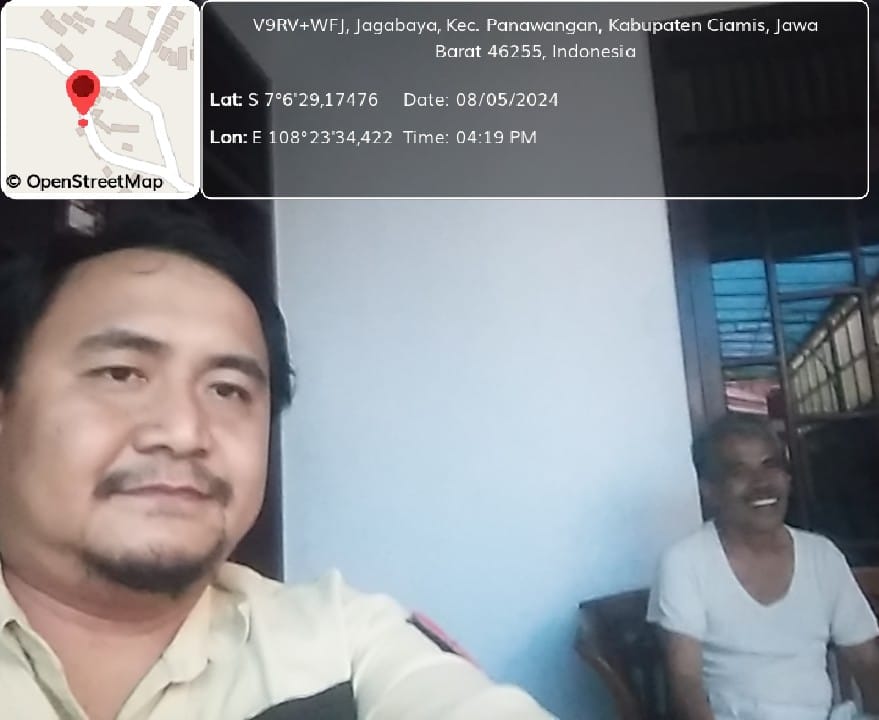 V9RV+WFJ, Jagabaya, Kec. Panawangan, Kabupaten Ciamis, Jawa
Barat 46255, Indonesia
Lat: S 7°6'29,17476 Date: 08/05/2024
Lon: E 108°23'34,422 Time: 04:19 PM
© OpenStreetMap